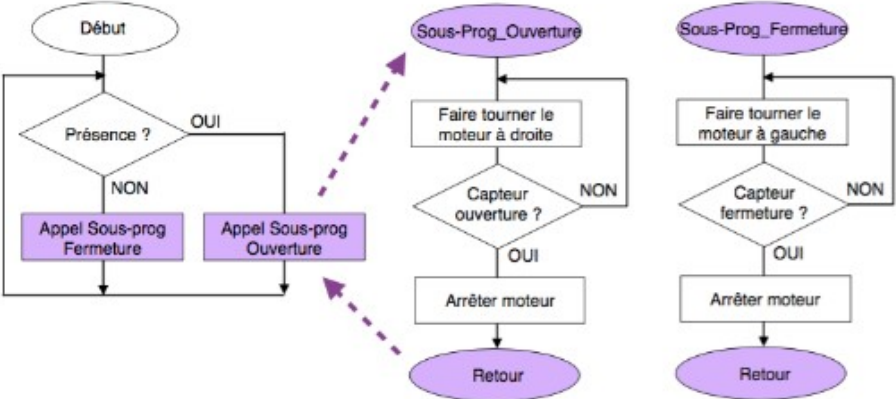 Début
Présence ?
OUI
NON
Appel Sous-prog
Fermeture
Appel Sous-prog
Ouverture
Sous-Prog_Ouverture
Faire tourner le
moteur à droite
Capteur
ouverture ?
NON
OUI
Arrêter moteur
Retour
Sous-Prog_Fermeture
Faire tourner le
moteur à gauche
Capteur
fermeture ?
NON
OUI
Arrêter moteur
Retour